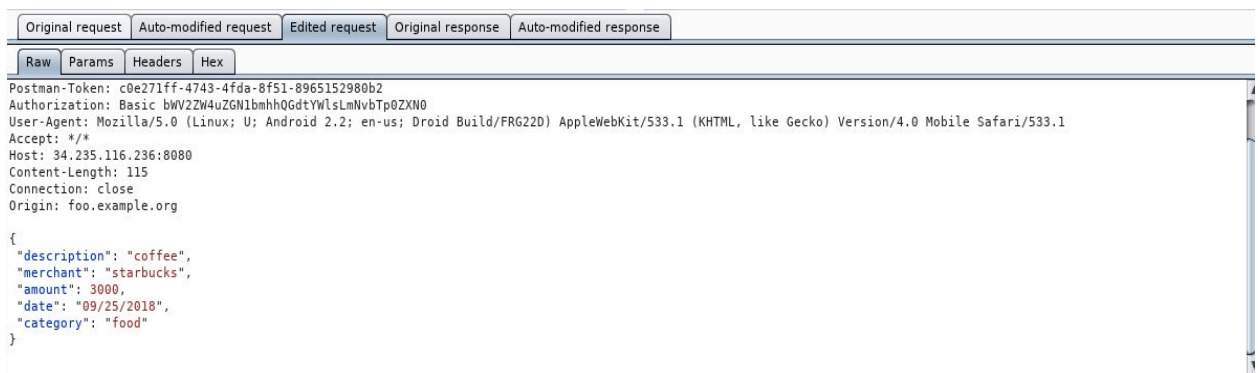 Original request Auto-modified request Edited request Original response Auto-modified response
Raw Params Headers Hex
Postman-Token: c0e271ff-4743-4fda-8f51-8965152980b2
Authorization: Basic bWV2ZW4uZGN1bmhhQGdtYWlsLmNvbTp0ZXN0
User-Agent: Mozilla/5.0 (Linux; U; Android 2.2; en-us; Droid Build/FRG22D) AppleWebKit/533.1 (KHTML, like Gecko) Version/4.0 Mobile Safari/533.1
Accept: */*
Host: 34.235.116.236:8080
Content-Length: 115
Connection: close
Origin: foo.example.org
{
"description": "coffee",
"merchant": "starbucks",
"amount": 3000,
"date": "09/25/2018",
"category": "food"
}